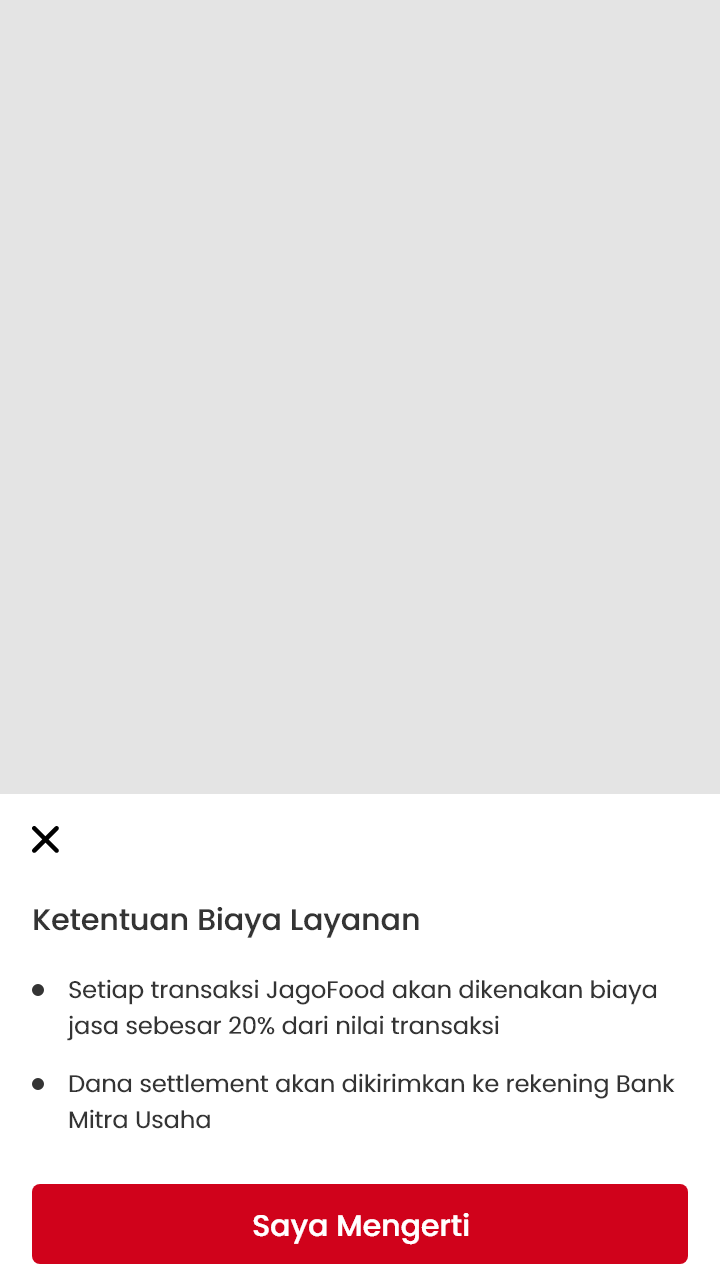 Ketentuan Biaya Layanan
Setiap transaksi JagoFood akan dikenakan biaya
jasa sebesar 20% dari nilai transaksi
Dana settlement akan dikirimkan ke rekening Bank
Mitra Usaha
Saya Mengerti